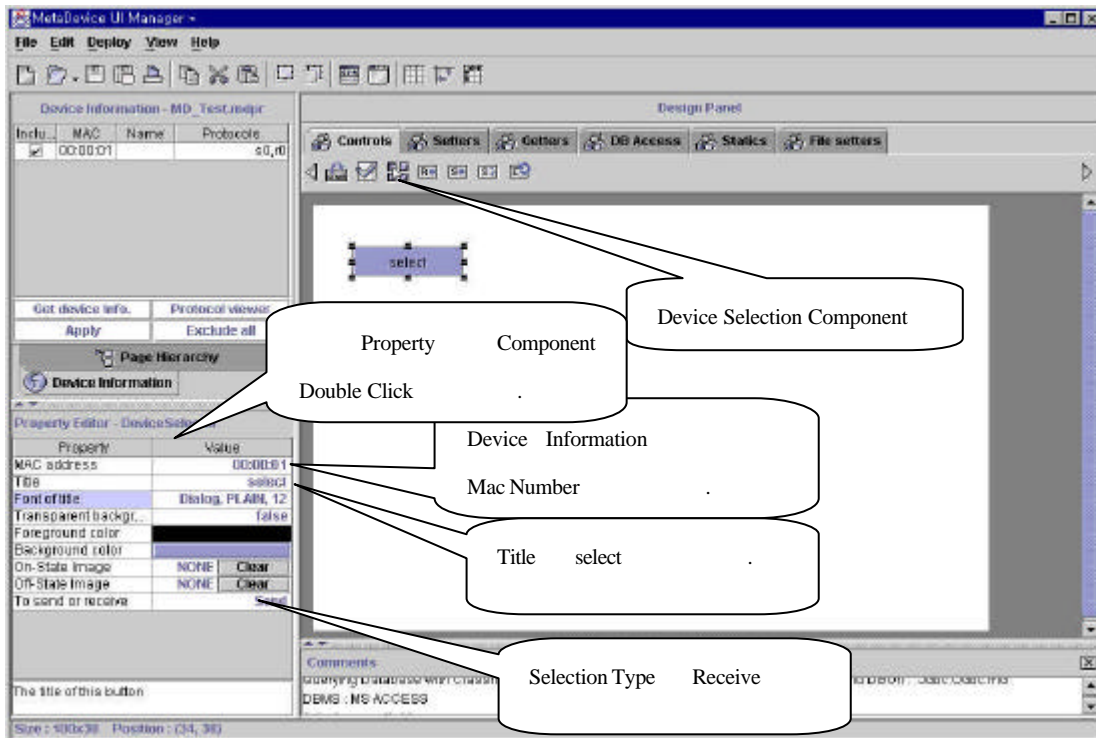 MetaDevice UI Manager -
File Edit Deploy View Help
Device Information - MD_Test.mdpr
Design Panel
Inclu... MAC Name Protocols
00:00:01 s0,r0
Controls Setters Getters DB Access Statics File setters
select
Device Selection Component
Get device info. Protocol viewer
Apply Exclude all
Page Hierarchy
Device Information
Property Component
Double Click .
Property Editor - DeviceSelector
Device Information
Mac Number .
Property Value
MAC address 00:00:01
Title select
Font of title Dialog, PLAIN, 12
Transparent backgr... false
Foreground color
Background color
On-State Image NONE Clear
Off-State Image NONE Clear
To send or receive Send
Title select .
Selection Type Receive
Comments
Querying Database with
DBMS : MS ACCESS
The title of this button
Size : 100x30 Position : (34, 38)